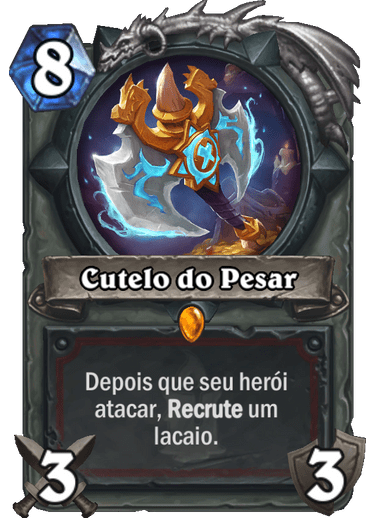 8
Cutelo do Pesar
Depois que seu herói
atacar, Recrute um
lacaio.
3
3